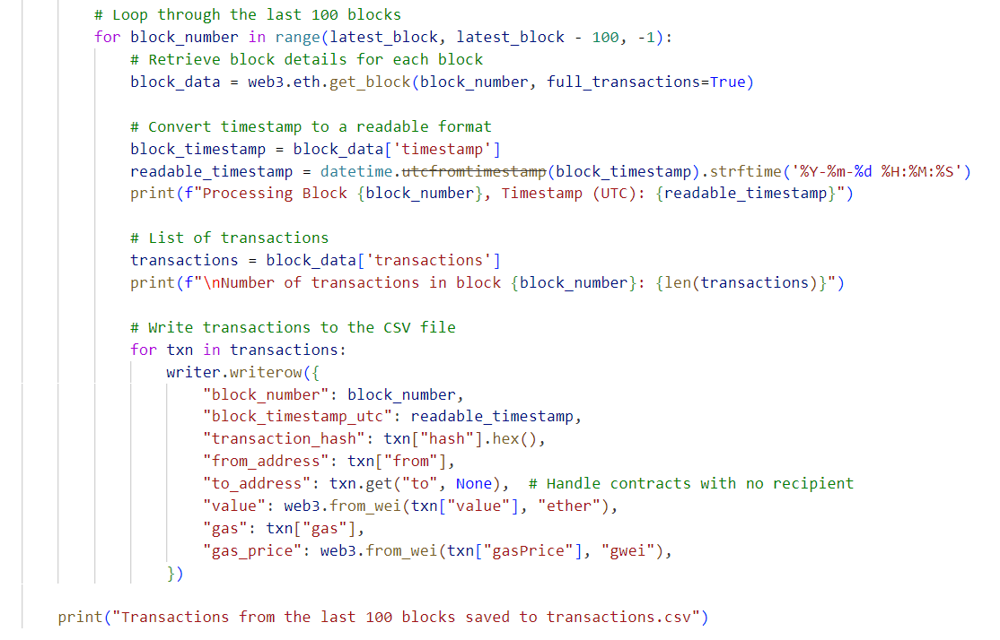 # Loop through the last 100 blocks
for block_number in range(latest_block, latest_block - 100, -1):
# Retrieve block details for each block
block_data = web3.eth.get_block(block_number, full_transactions=True)
# Convert timestamp to a readable format
block_timestamp = block_data['timestamp']
readable_timestamp = datetime.utcfromtimestamp(block_timestamp).strftime('%Y-%m-%d %H:%M:%S')
print(f"Processing Block {block_number}, Timestamp (UTC): {readable_timestamp}")
# List of transactions
transactions = block_data['transactions']
print(f"\nNumber of transactions in block {block_number}: {len(transactions)}")
# Write transactions to the CSV file
for txn in transactions:
writer.writerow({
"block_number": block_number,
"block_timestamp_utc": readable_timestamp,
"transaction_hash": txn["hash"].hex(),
"from_address": txn["from"],
"to_address": txn.get("to", None),  # Handle contracts with no recipient
"value": web3.from_wei(txn["value"], "ether"),
"gas": txn["gas"],
"gas_price": web3.from_wei(txn["gasPrice"], "gwei"),
})
print("Transactions from the last 100 blocks saved to transactions.csv")